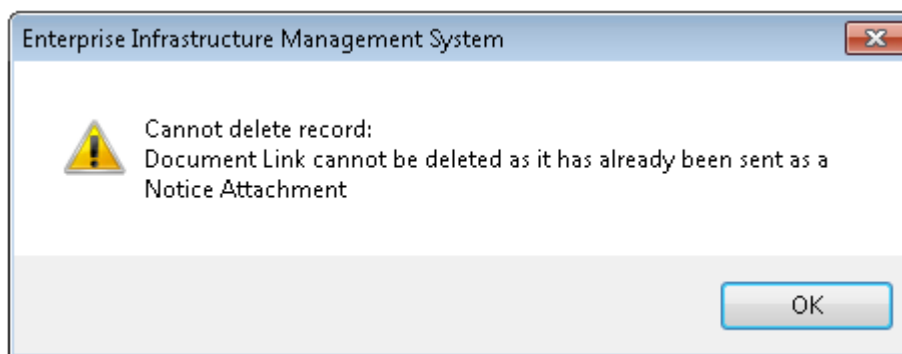 Enterprise Infrastructure Management System
Cannot delete record:
Document Link cannot be deleted as it has already been sent as a
Notice Attachment
OK